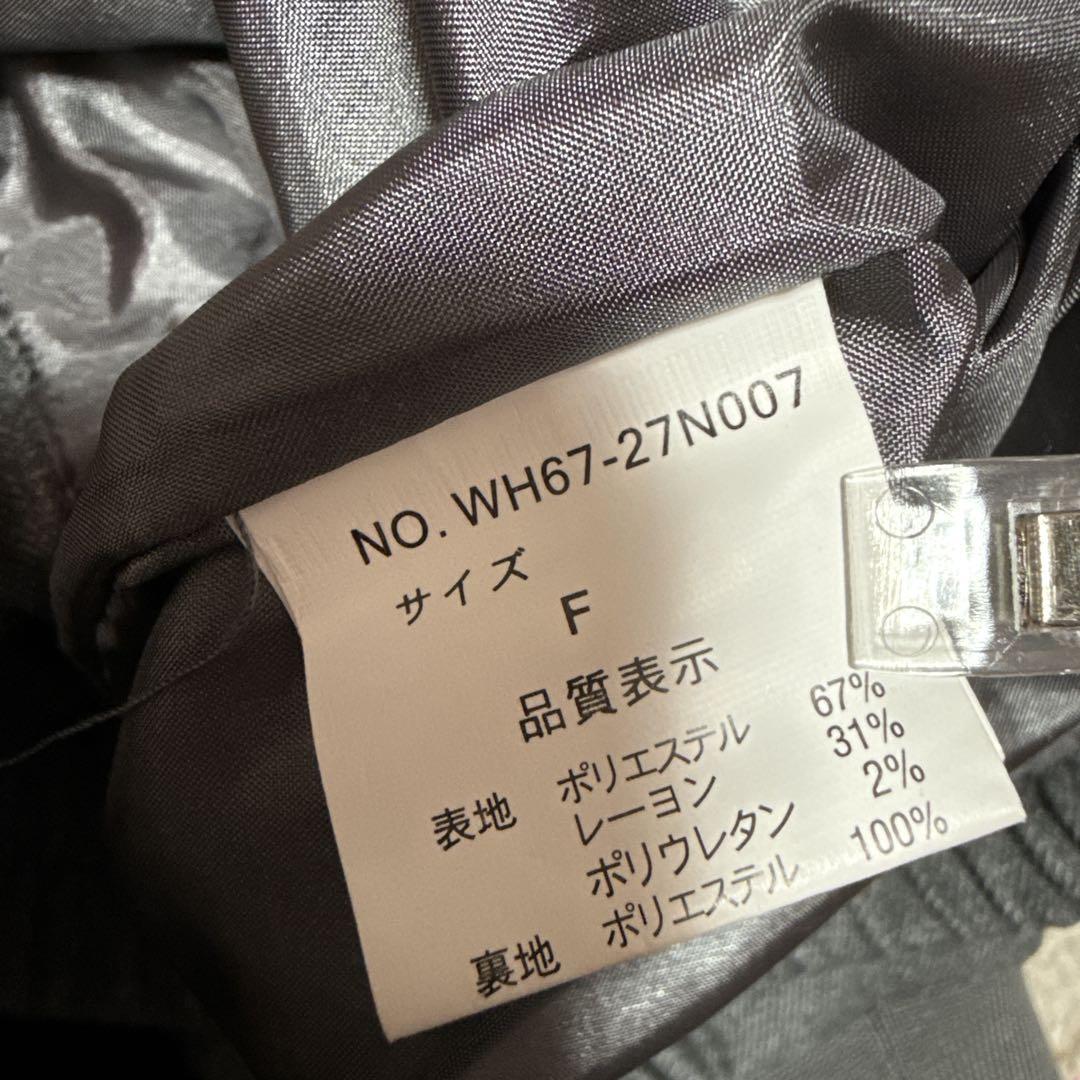 NO. WH67-27N007
サイズ
F
品質表示
表地 ポリエステル 67%
レーヨン 31%
ポリウレタン 2%
裏地 ポリエステル 100%